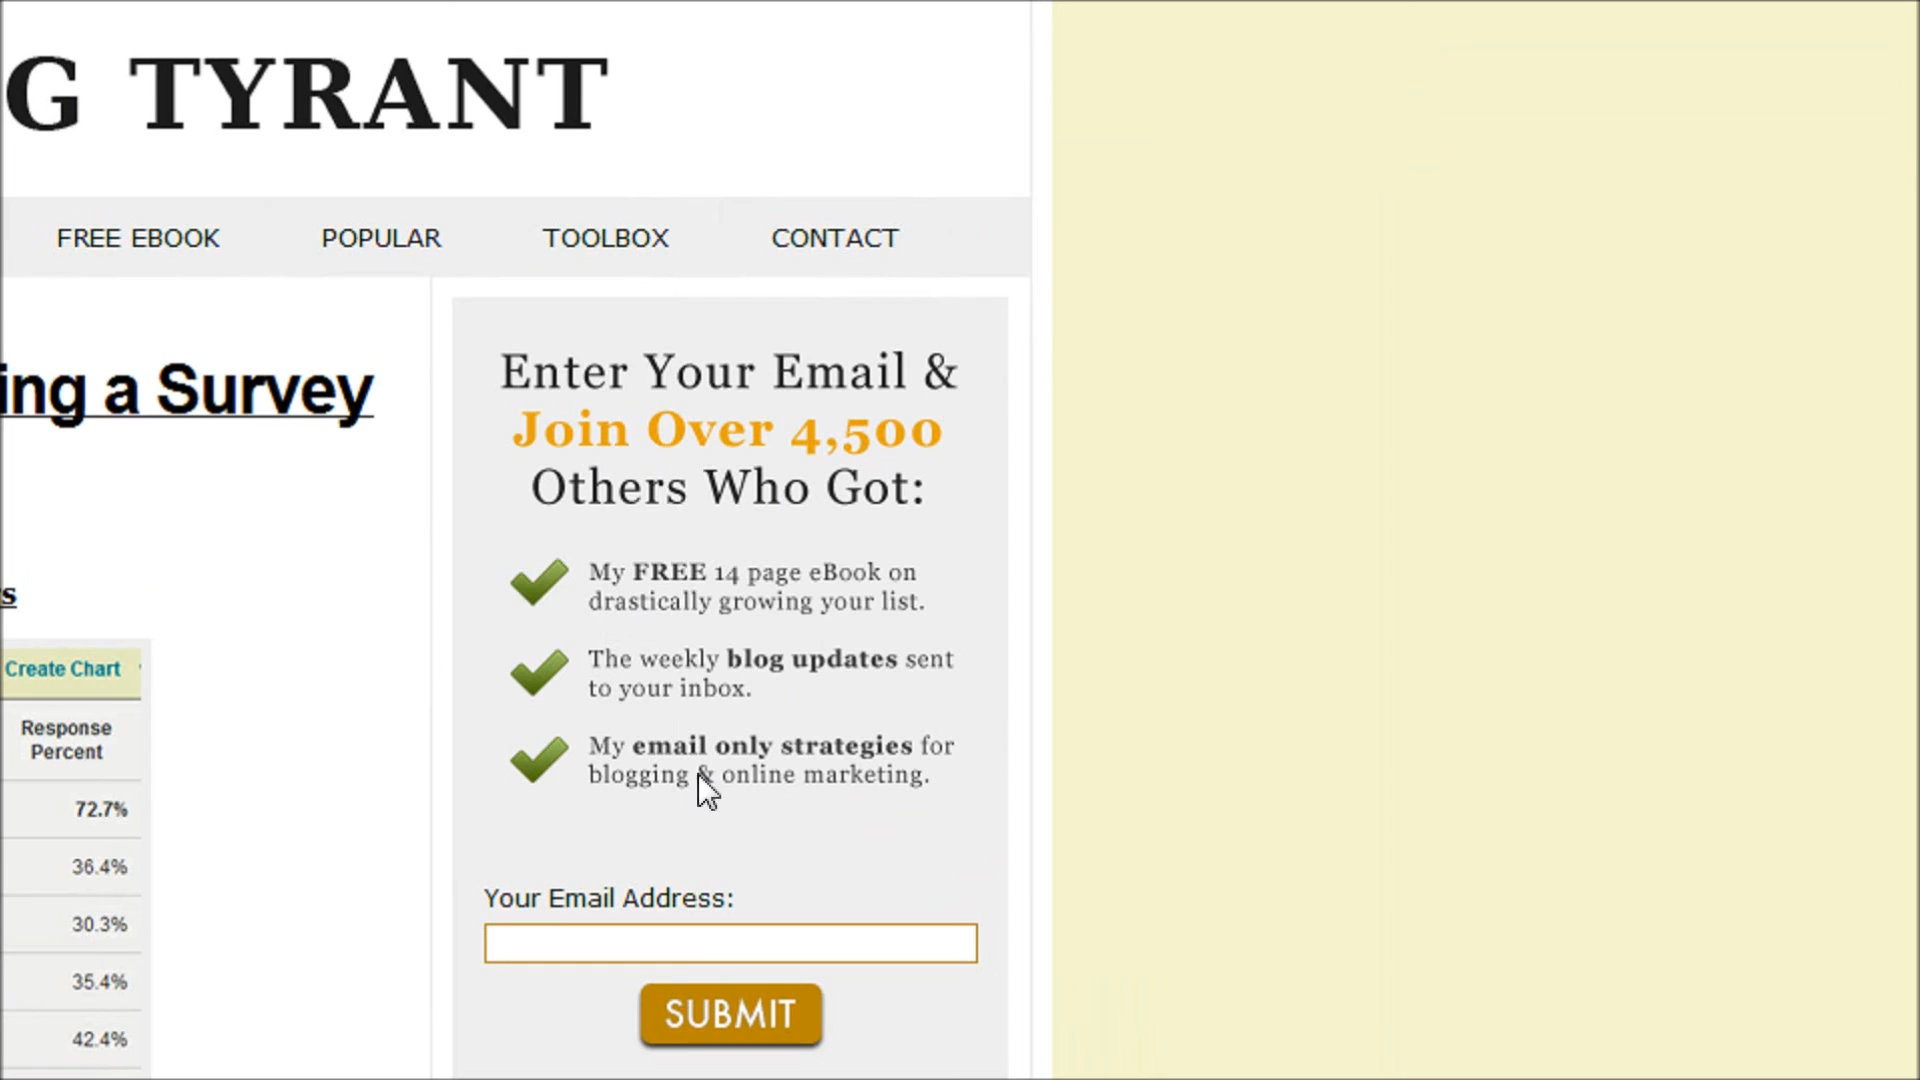 G TYRANT
FREE EBOOK POPULAR TOOLBOX CONTACT
ing a Survey
s
Create Chart
Response
Percent
72.7%
36.4%
30.3%
35.4%
42.4%
Enter Your Email &
Join Over 4,500
Others Who Got:
My FREE 14 page eBook on
drastically growing your list.
The weekly blog updates sent
to your inbox.
My email only strategies for
blogging & online marketing.
Your Email Address:
SUBMIT